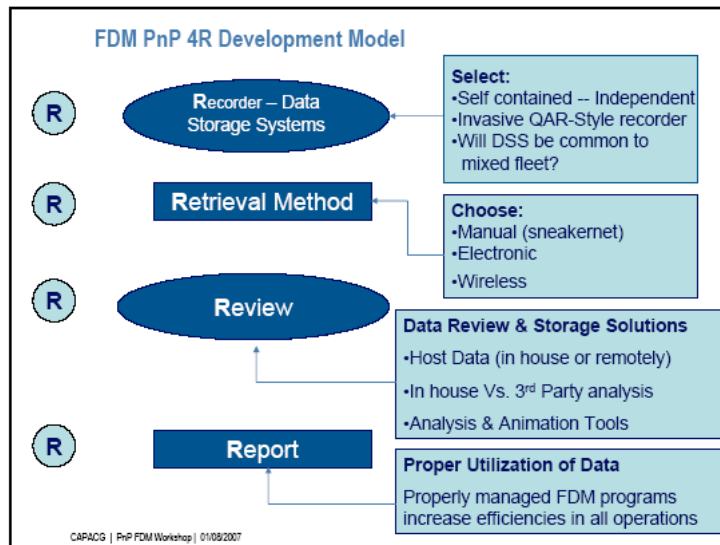 FDM PnP 4R Development Model
R
Recorder – Data
Storage Systems
Select:
•Self contained -- Independent
•Invasive QAR-Style recorder
•Will DSS be common to
mixed fleet?
R
Retrieval Method
Choose:
•Manual (sneakernet)
•Electronic
•Wireless
R
Review
Data Review & Storage Solutions
•Host Data (in house or remotely)
•In house Vs. 3rd Party analysis
•Analysis & Animation Tools
R
Report
Proper Utilization of Data
Properly managed FDM programs
increase efficiencies in all operations
CAPACG | PnP FDM Workshop | 01/08/2007